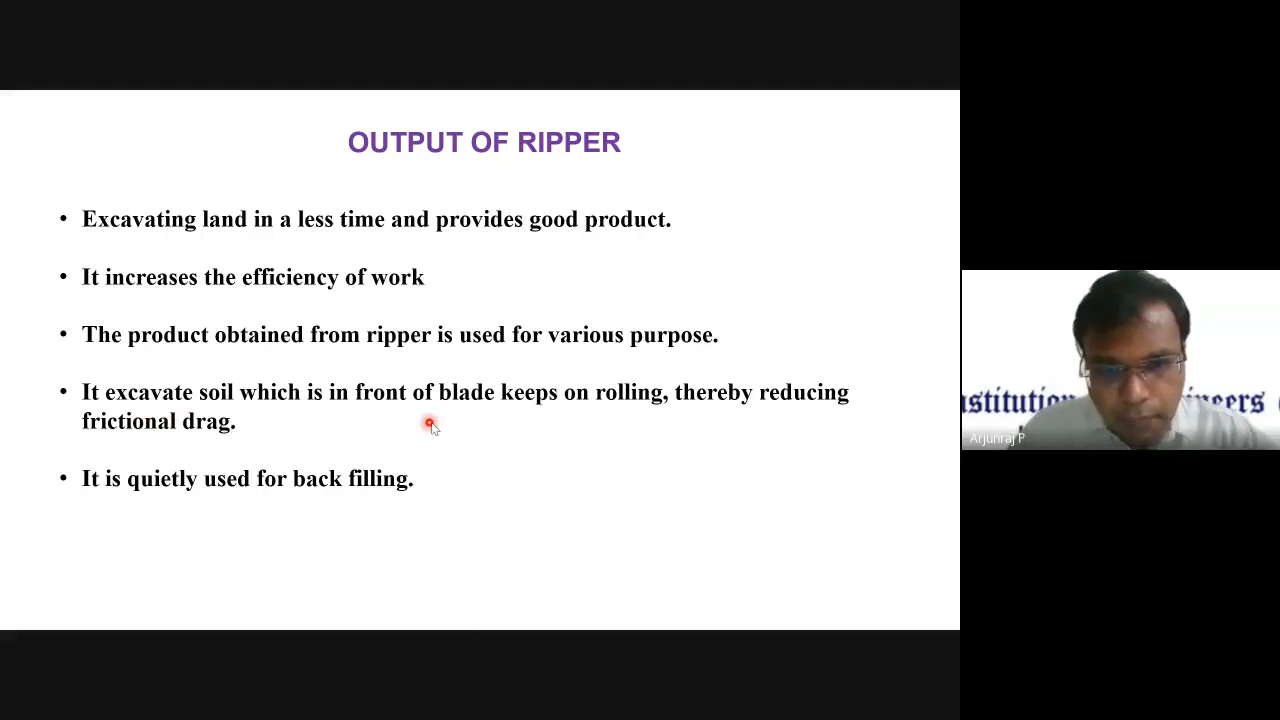 OUTPUT OF RIPPER
• Excavating land in a less time and provides good product.
• It increases the efficiency of work
• The product obtained from ripper is used for various purpose.
• It excavate soil which is in front of blade keeps on rolling, thereby reducing
frictional drag.
• It is quietly used for back filling.
Arjunraj P